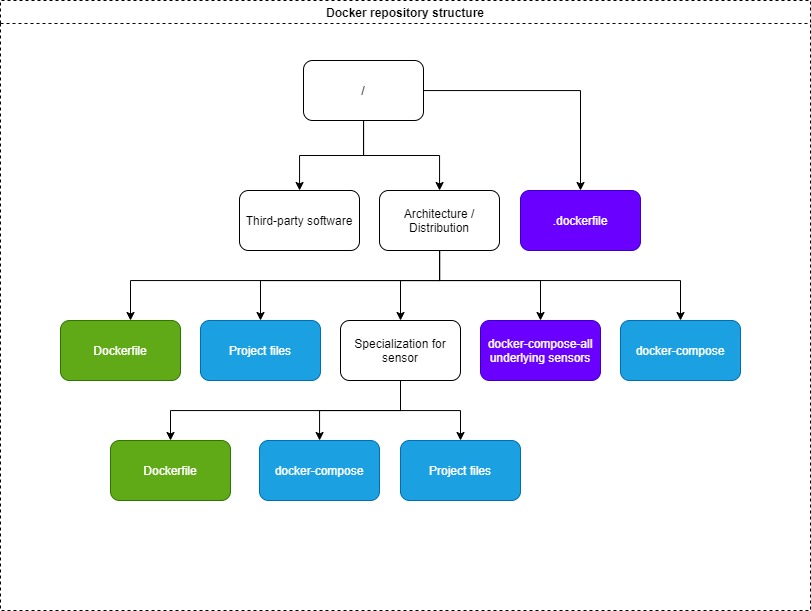 Docker repository structure
/
Third-party software
Architecture /
Distribution
.dockerfile
Dockerfile
Project files
Specialization for
sensor
docker-compose-all
underlying sensors
docker-compose
Dockerfile
docker-compose
Project files